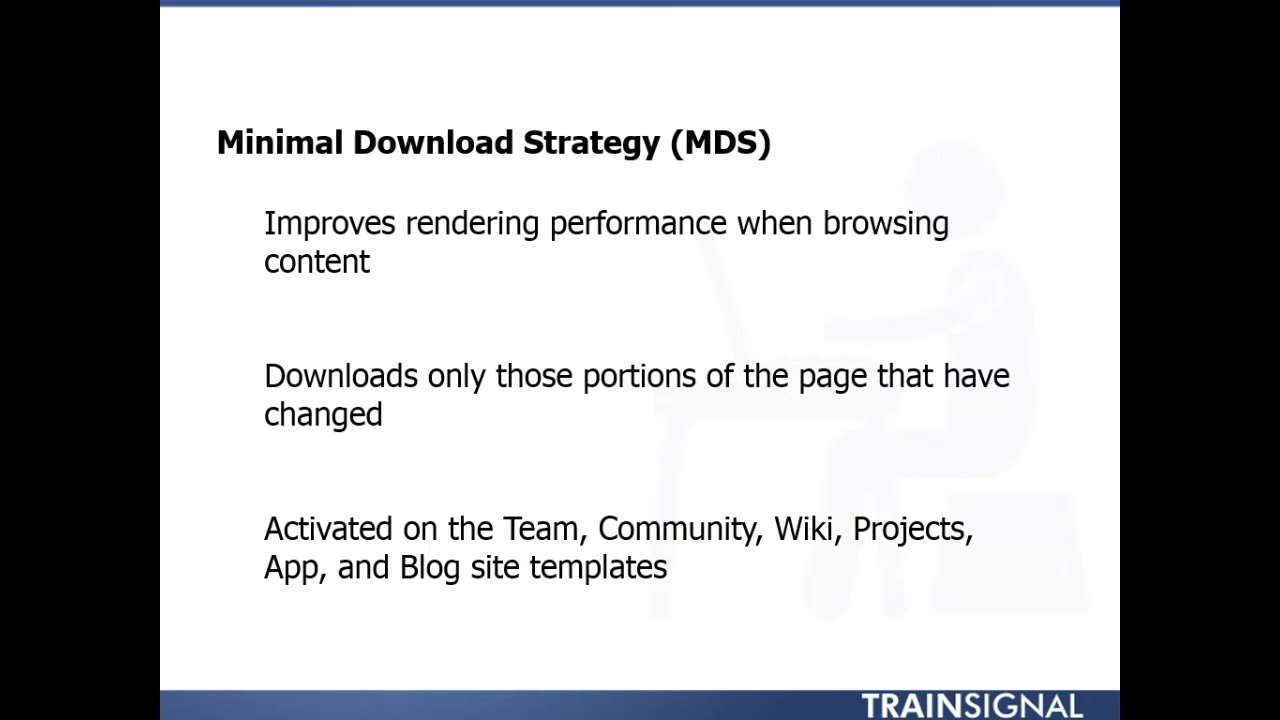 Minimal Download Strategy (MDS)
Improves rendering performance when browsing
content
Downloads only those portions of the page that have
changed
Activated on the Team, Community, Wiki, Projects,
App, and Blog site templates
TRAINSIGNAL